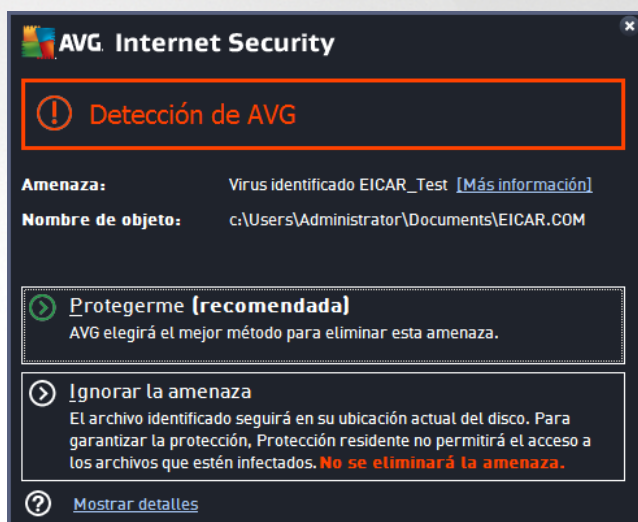 AVG. Internet Security
Detección de AVG
Amenaza: Virus identificado EICAR_Test [Más información]
Nombre de objeto: c:\Users\Administrator\Documents\EICAR.COM
Protegerme (recomendada)
AVG elegirá el mejor método para eliminar esta amenaza.
Ignorar la amenaza
El archivo identificado seguirá en su ubicación actual del disco. Para
garantizar la protección, Protección residente no permitirá el acceso a
los archivos que estén infectados. No se eliminará la amenaza.
Mostrar detalles